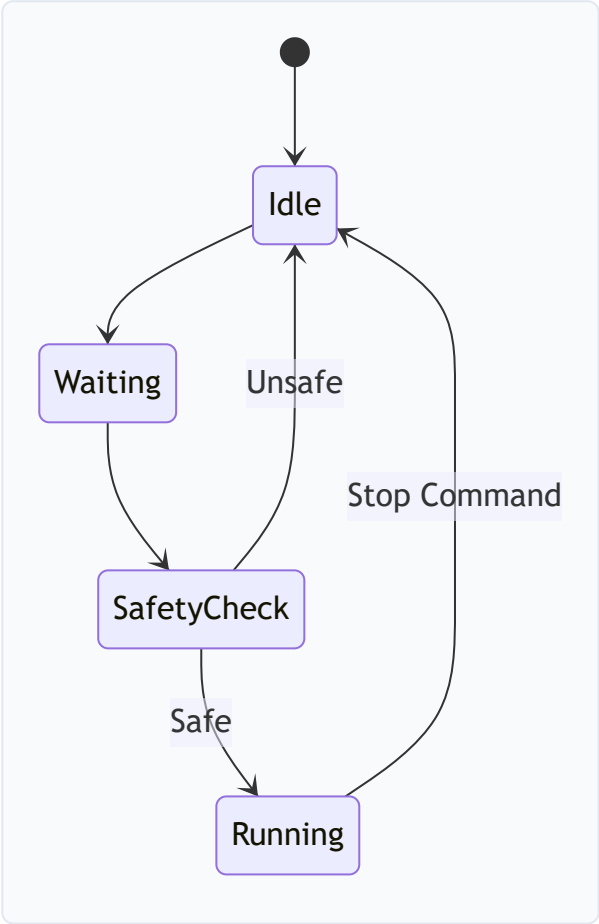 Idle
Waiting
Unsafe
Stop Command
SafetyCheck
Safe
Running